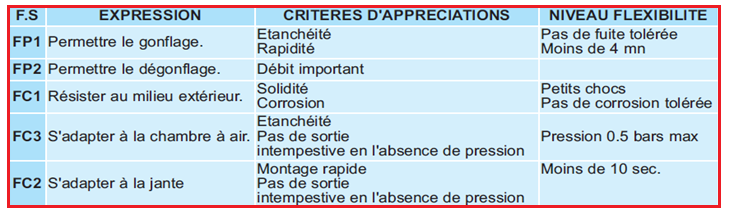 F.S EXPRESSION CRITERES D'APPRECIATIONS NIVEAU FLEXIBILITE
FP1 Permettre le gonflage. Etanchéité Pas de fuite tolérée
Rapidité Moins de 4 mn
FP2 Permettre le dégonflage. Débit important
FC1 Résister au milieu extérieur. Solidité Petits chocs
Corrosion Pas de corrosion tolérée
Etanchéité
FC3 S'adapter à la chambre à air. Pas de sortie Pression 0.5 bars max
intempestive en l'absence de pression
Montage rapide Moins de 10 sec.
FC2 S'adapter à la jante Pas de sortie
intempestive en l'absence de pression